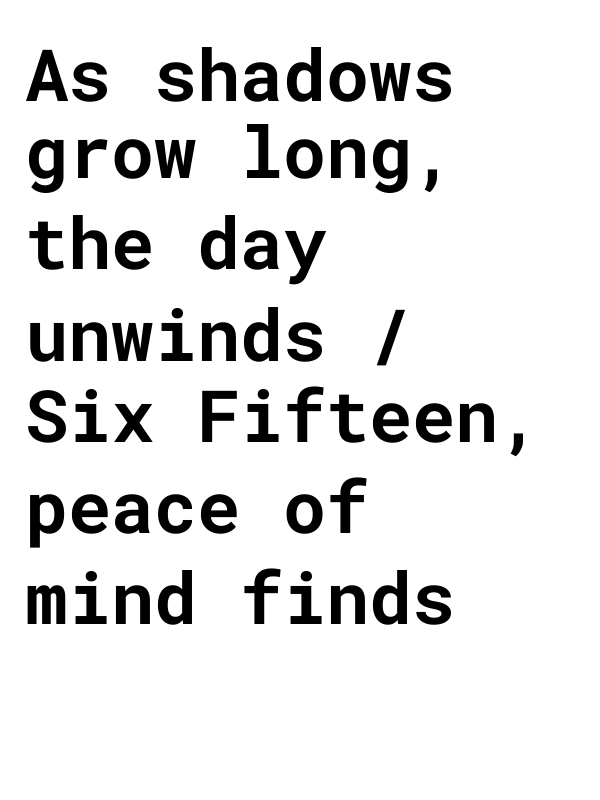 As shadows
grow long,
the day
unwinds /
Six Fifteen,
peace of
mind finds